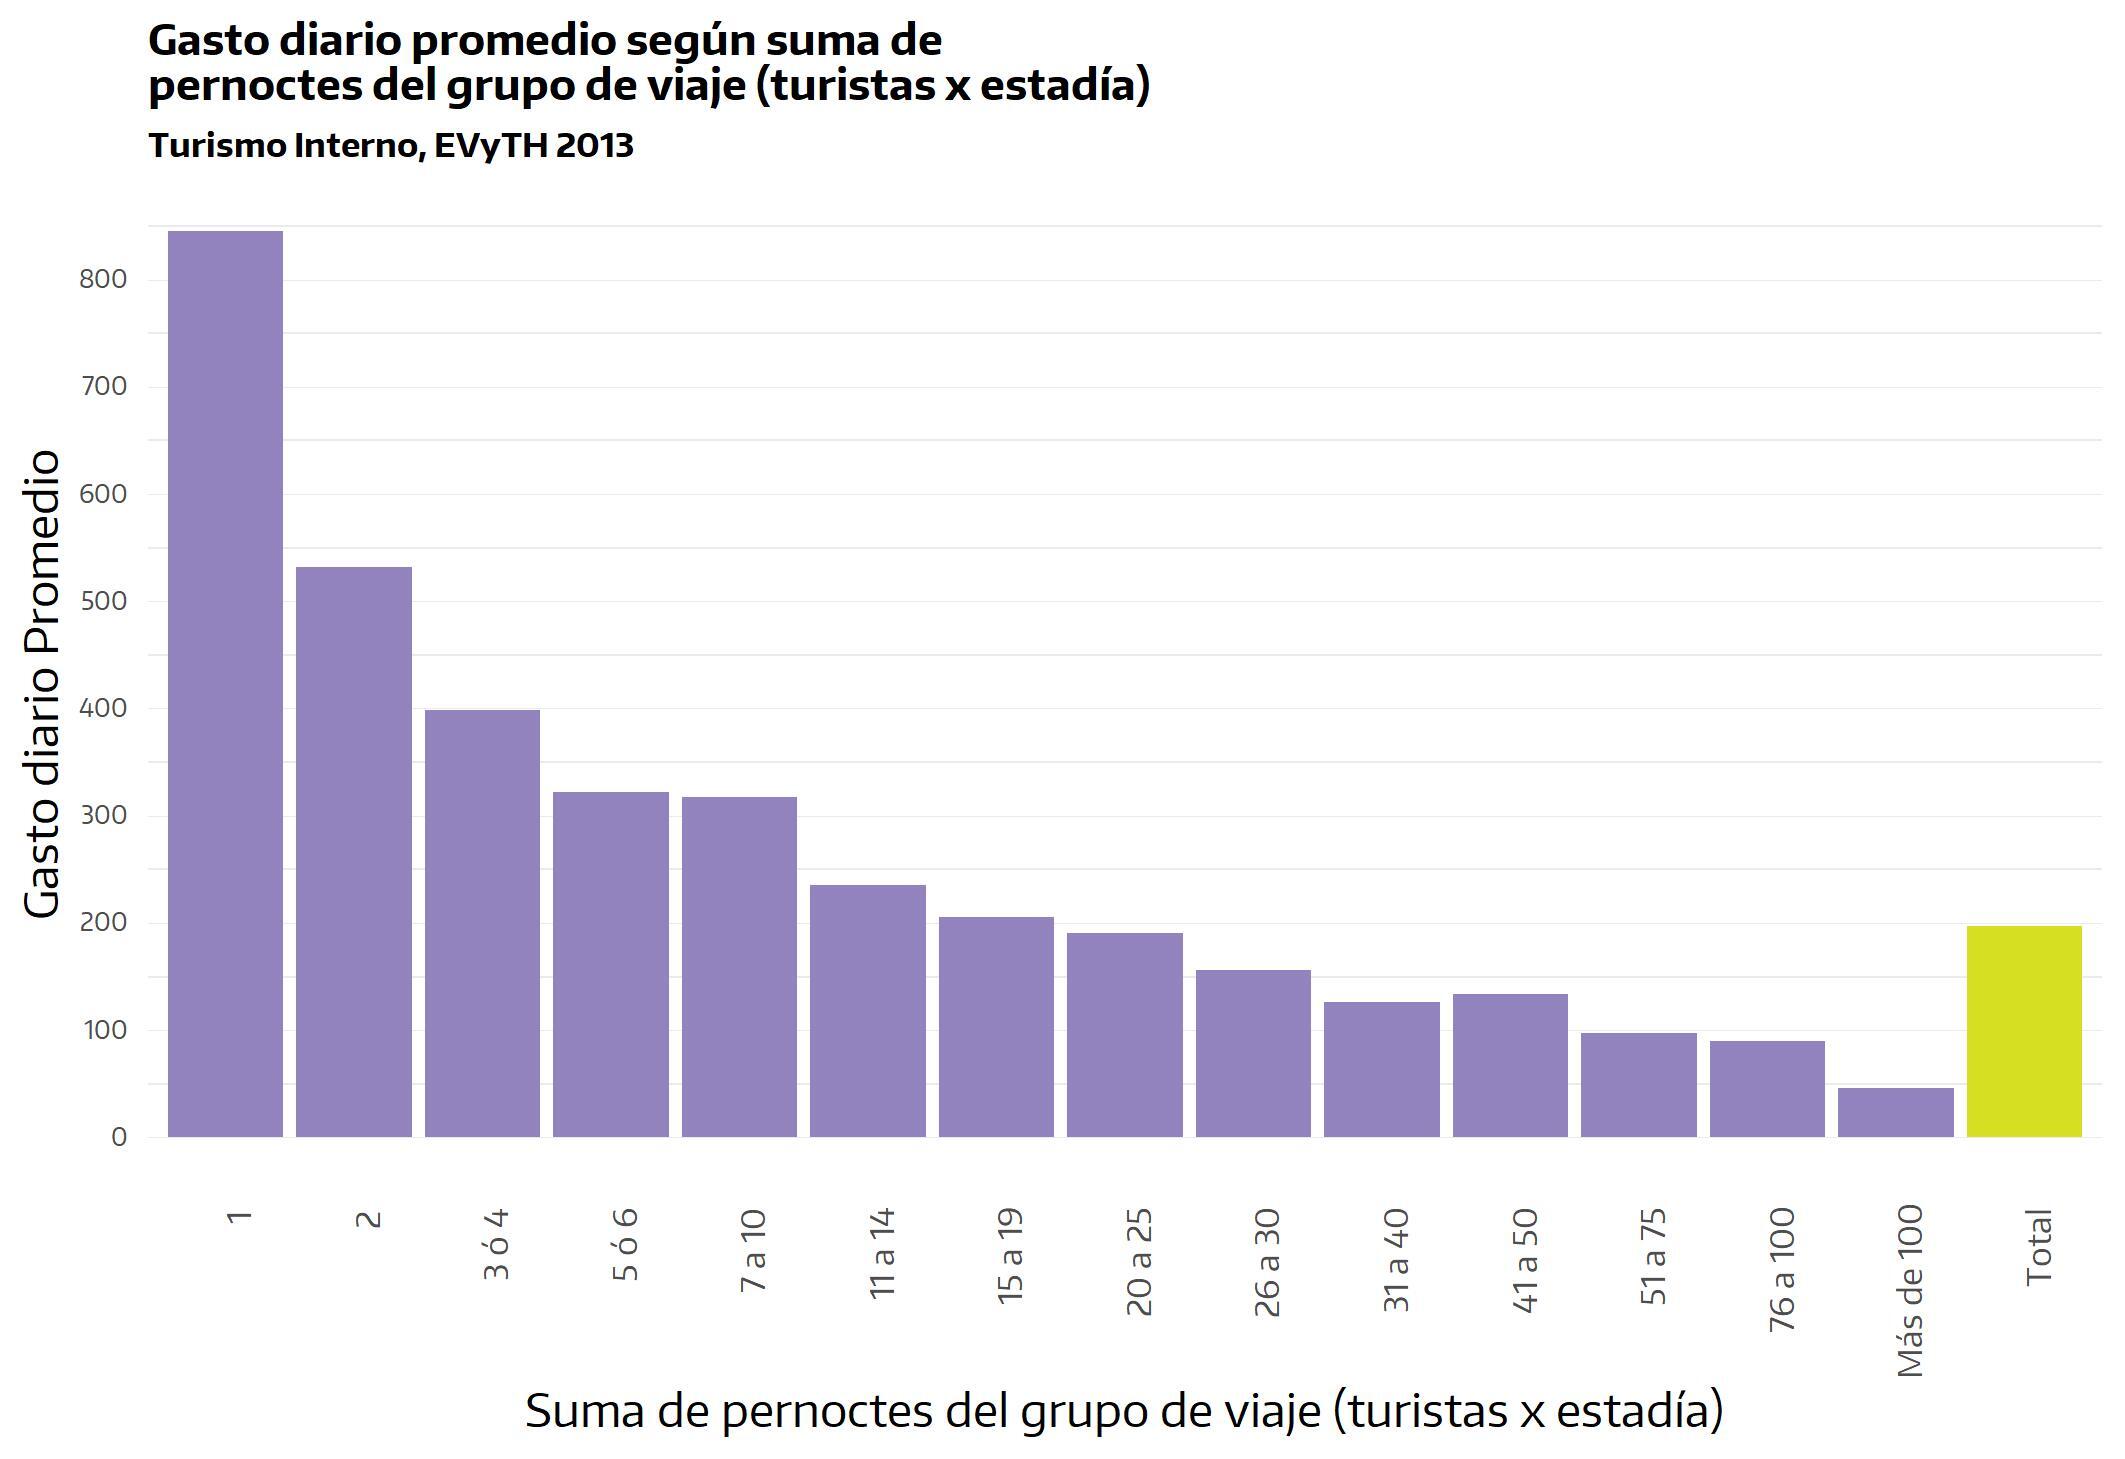 Gasto diario promedio según suma de
pernoctes del grupo de viaje (turistas x estadía)
Turismo Interno, EVyTH 2013
Gasto diario Promedio
800
700
600
500
400
300
200
100
0
1
2
3 ó 4
5 ó 6
7 a 10
11 a 14
15 a 19
20 a 25
26 a 30
31 a 40
41 a 50
51 a 75
76 a 100
Más de 100
Total
Suma de pernoctes del grupo de viaje (turistas x estadía)